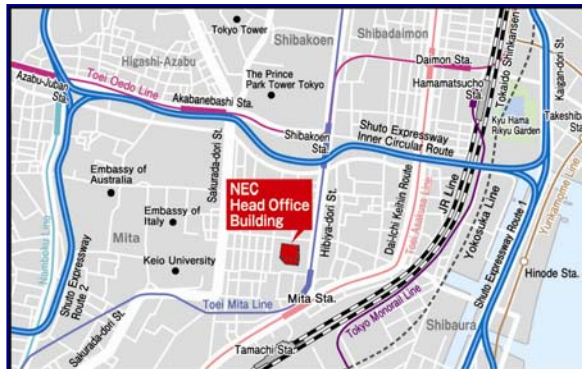 Tokyo Tower
Shibakoen
Shibadaimon
Higashi-Azabu
Daimon Sta.
Tokaido Shinkansen
Kaigan-dori St.
Azabu-Juban
Sta.
Toei Oedo Line
The Prince
Park Tower Tokyo
Hamamatsucho
Sta.
Akabanebashi Sta.
Kyu Hama
Rikyu Garden
Takeshiba
Sta.
Shibakoen
Sta.
Shuto Expressway
Inner Circular Route
Embassy of
Australia
Sakurada-dori St.
NEC
Head Office
Building
Hibiya-dori St.
Dai-Ichi Keihin Route
Toei Asakusa Line
JR Line
Yokosuka Line
Shuto Expressway Route 1
Yurikamome Line
Embassy of
Italy
Mita
Namboku Line
Shuto Expressway
Route 2
Keio University
Hinode Sta.
Toei Mita Line
Mita Sta.
Tokyo Monorail Line
Shibaura
Sakurada-dori St.
Tamachi Sta.